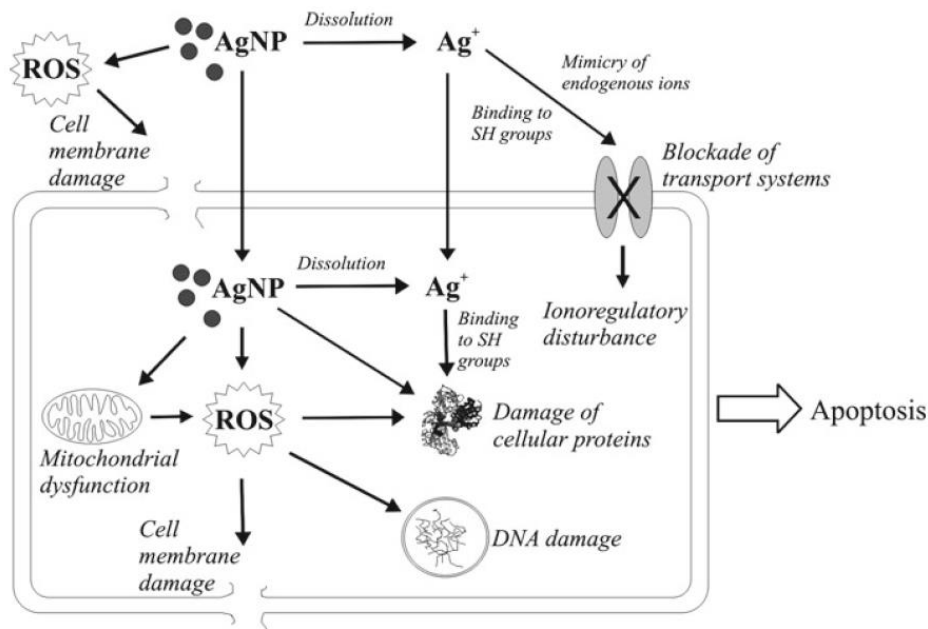 Dissolution
AgNP
Ag⁺
ROS
Mimicry of
endogenous ions
Binding to
SH groups
Cell
membrane
damage
Blockade of
transport systems
X
Dissolution
AgNP
Ag⁺
Ionoregulatory
disturbance
Binding
to SH
groups
ROS
Damage of
cellular proteins
Apoptosis
Mitochondrial
dysfunction
Cell
membrane
damage
DNA damage